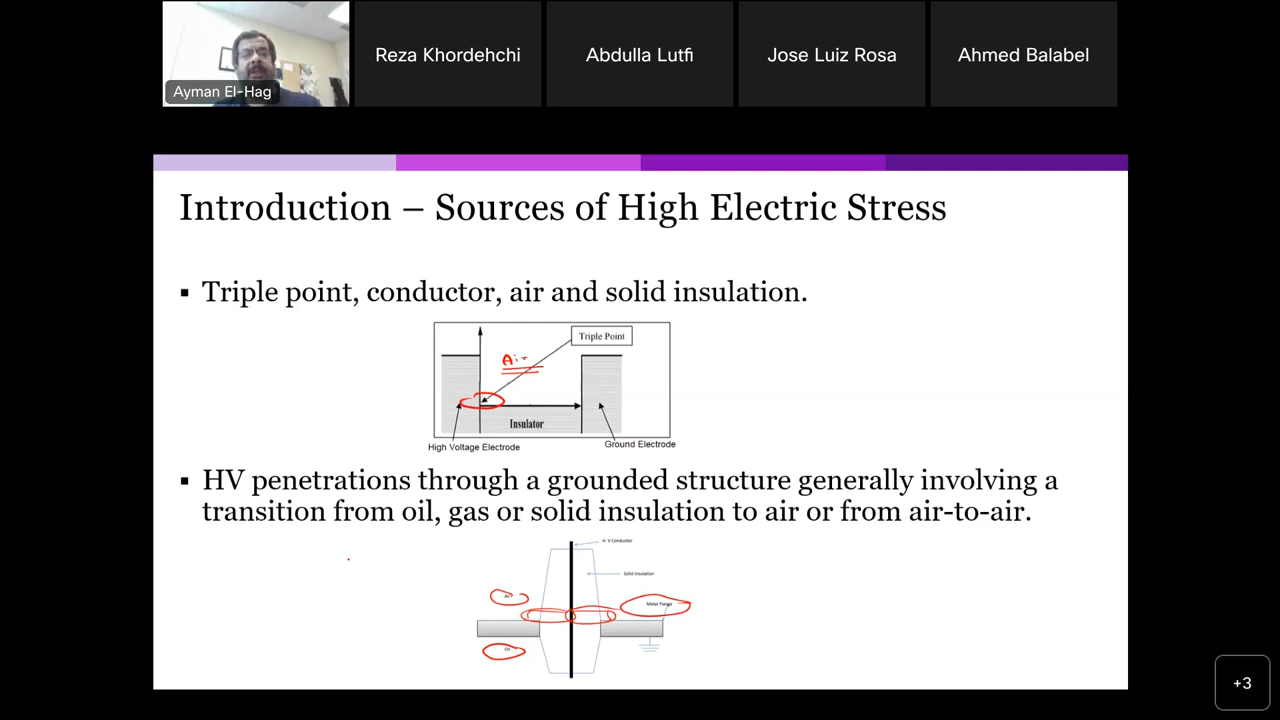 Reza Khordehchi
Abdulla Lutfi
Jose Luiz Rosa
Ahmed Balabel
Ayman El-Hag
Introduction – Sources of High Electric Stress
▪ Triple point, conductor, air and solid insulation.
Triple Point
Air
Insulator
High Voltage Electrode
Ground Electrode
▪ HV penetrations through a grounded structure generally involving a
transition from oil, gas or solid insulation to air or from air-to-air.
H. V Conductor
Solid Insulation
Air
Metal Flange
Oil
+3